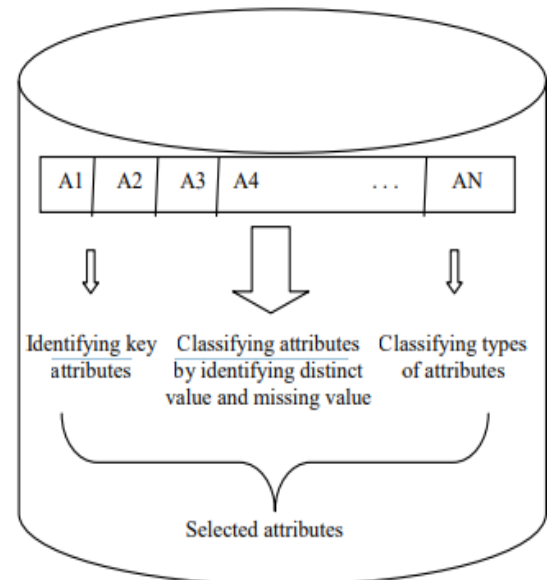 A1 A2 A3 A4 . . . AN
Identifying key
attributes
Classifying attributes
by identifying distinct
value and missing value
Classifying types
of attributes
Selected attributes